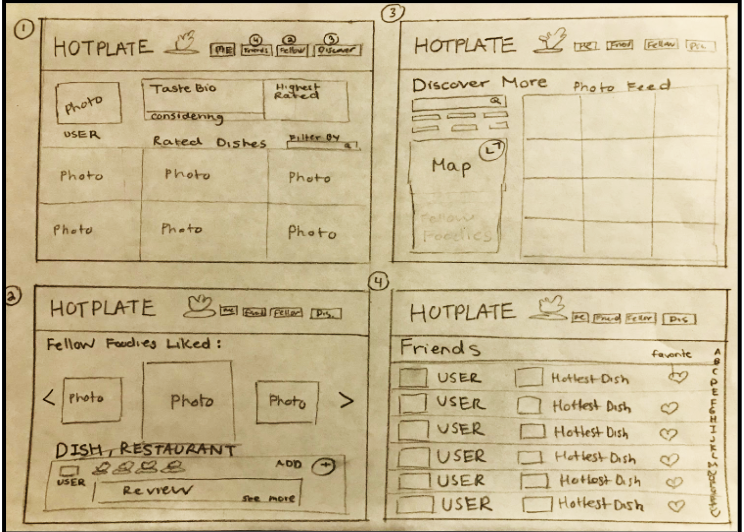 1
HOTPLATE
ME
4
Friends
2
Fellow
3
Discover
Photo
USER
Taste Bio
considering
Highest
Rated
Rated Dishes
Filter By
Photo
Photo
Photo
Photo
Photo
Photo
3
HOTPLATE
ME
Friend
Fellow
Dis.
Discover More
Photo Feed
Map
LT
Fellow
Foodies
2
HOTPLATE
Me
Friend
Fellow
Dis.
Fellow Foodies Liked:
<
Photo
Photo
Photo
>
DISH, RESTAURANT
USER
ADD +
Review
see more
4
HOTPLATE
Me
Friend
Fellow
Dis
Friends
favorite
USER
Hottest Dish
USER
Hottest Dish
USER
Hottest Dish
USER
Hottest Dish
USER
Hottest Dish
USER
Hottest Dish
A
B
C
D
E
F
G
H
I
J
K
L
M